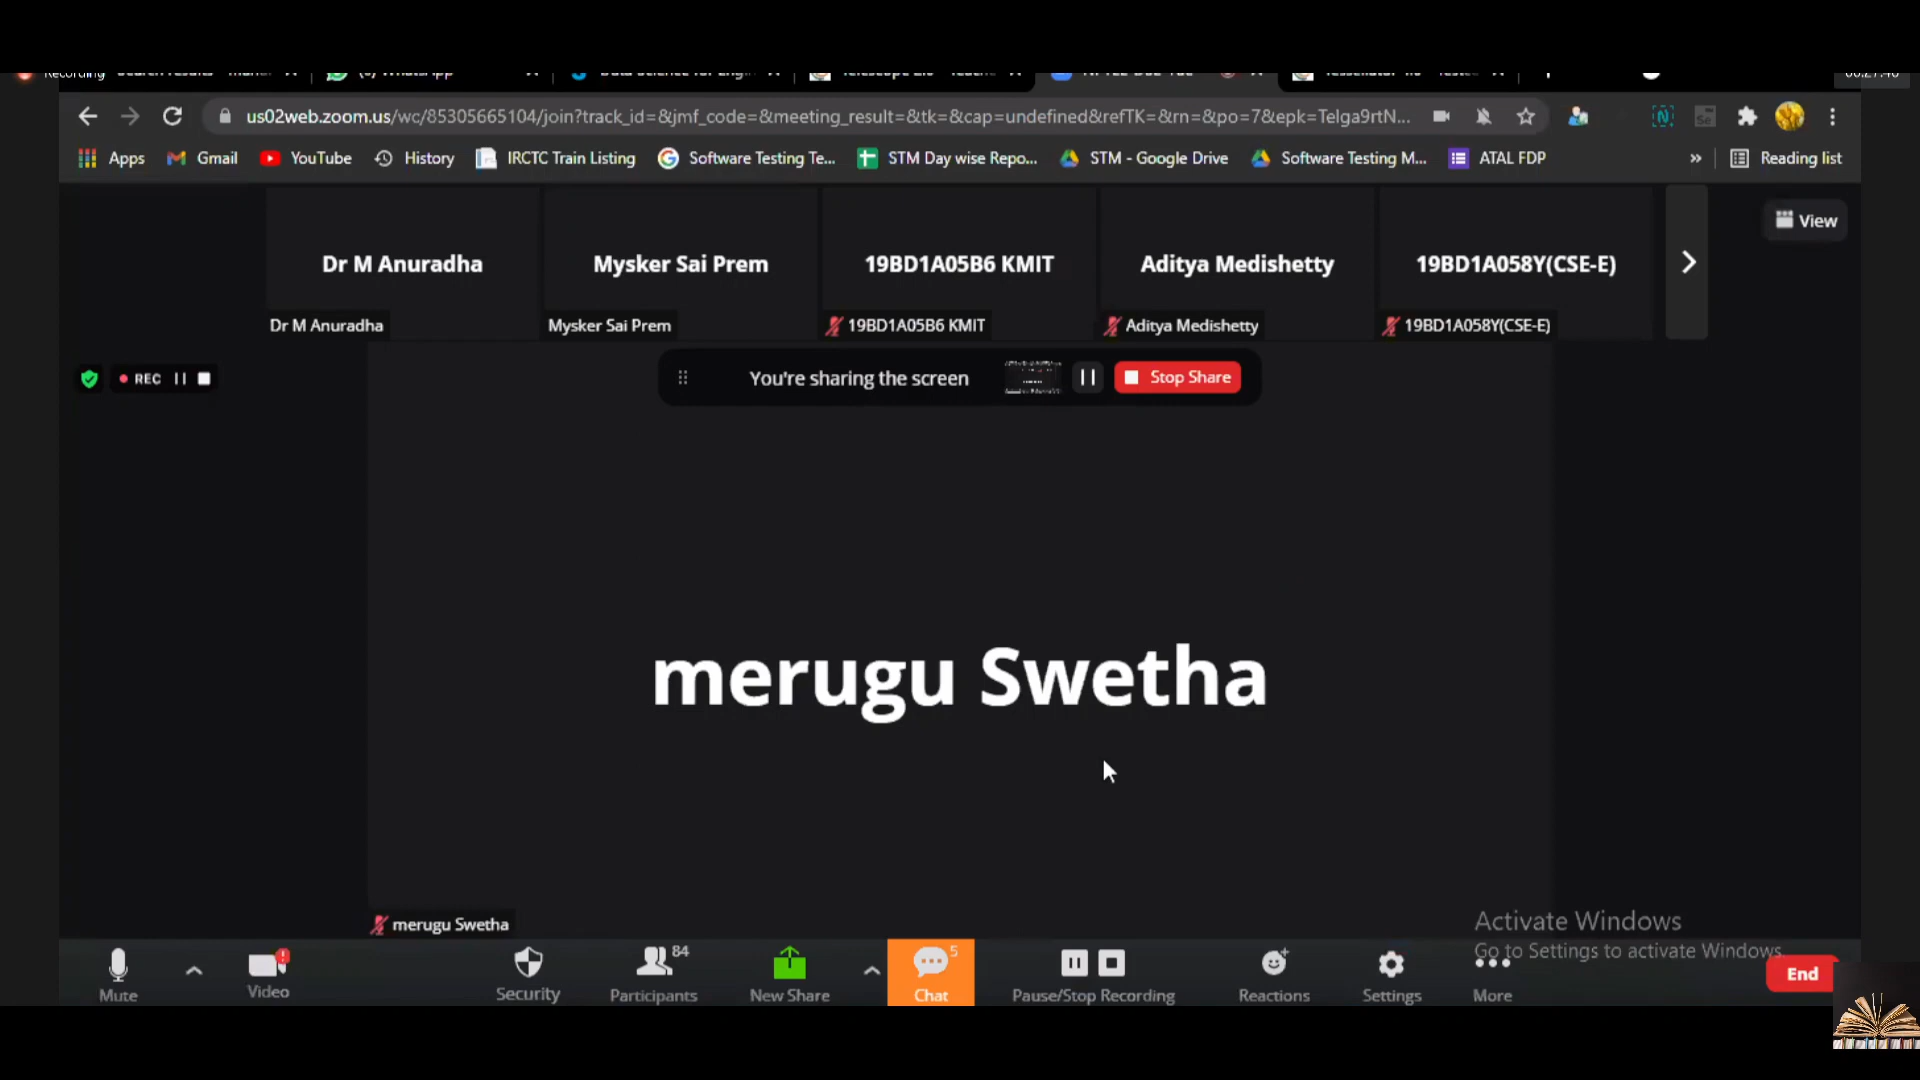 Recording
us02web.zoom.us/wc/85305665104/join?track_id=&jmf_code=&meeting_result=&tk=&cap=undefined&refTK=&rn=&po=7&epk=Telga9rtN...
Apps Gmail YouTube History IRCTC Train Listing Software Testing Te... STM Day wise Repo... STM - Google Drive Software Testing M... ATAL FDP » Reading list
View
Dr M Anuradha Mysker Sai Prem 19BD1A05B6 KMIT Aditya Medishetty 19BD1A058Y(CSE-E)
Dr M Anuradha Mysker Sai Prem 19BD1A05B6 KMIT Aditya Medishetty 19BD1A058Y(CSE-E)
REC You're sharing the screen Stop Share
merugu Swetha
merugu Swetha
Activate Windows
Go to Settings to activate Windows.
84 5
Mute Video Security Participants New Share Chat Pause/Stop Recording Reactions Settings More End